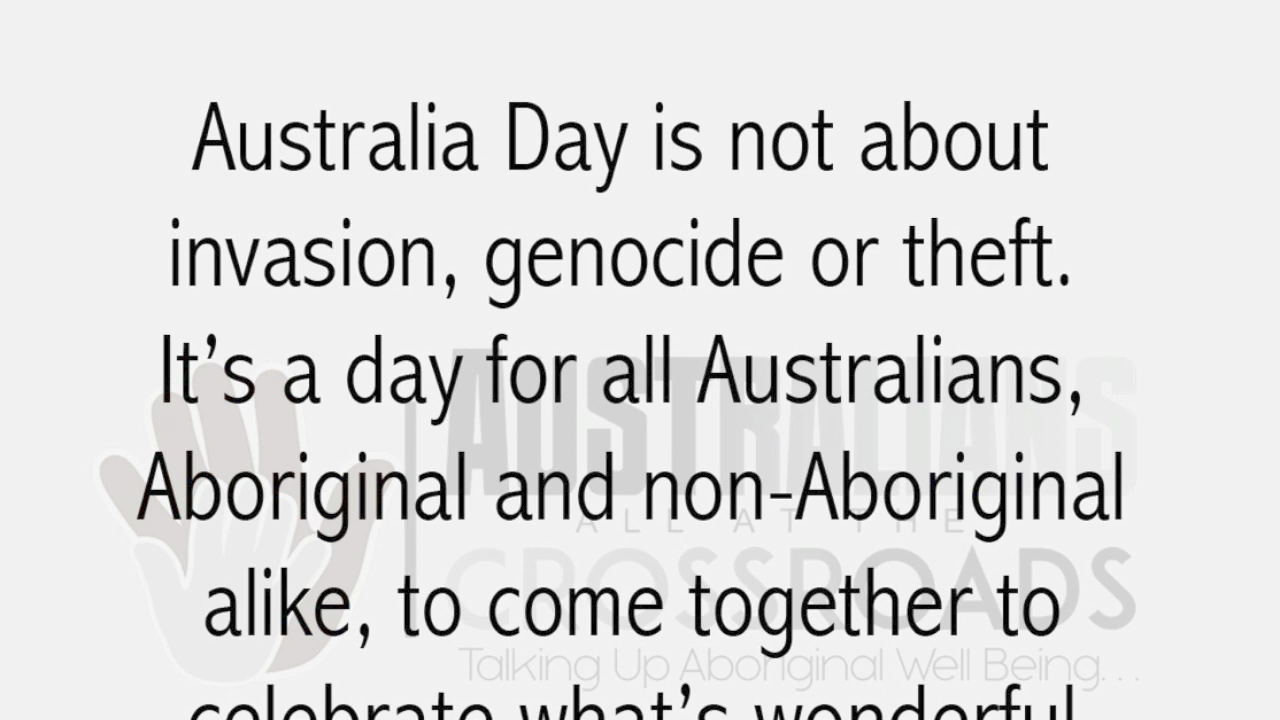 Australia Day is not about
invasion, genocide or theft.
It’s a day for all Australians,
Aboriginal and non-Aboriginal
alike, to come together to
celebrate what’s wonderful
AUSTRALIANS
ALL AT THE
CROSSROADS
Talking Up Aboriginal Well Being...